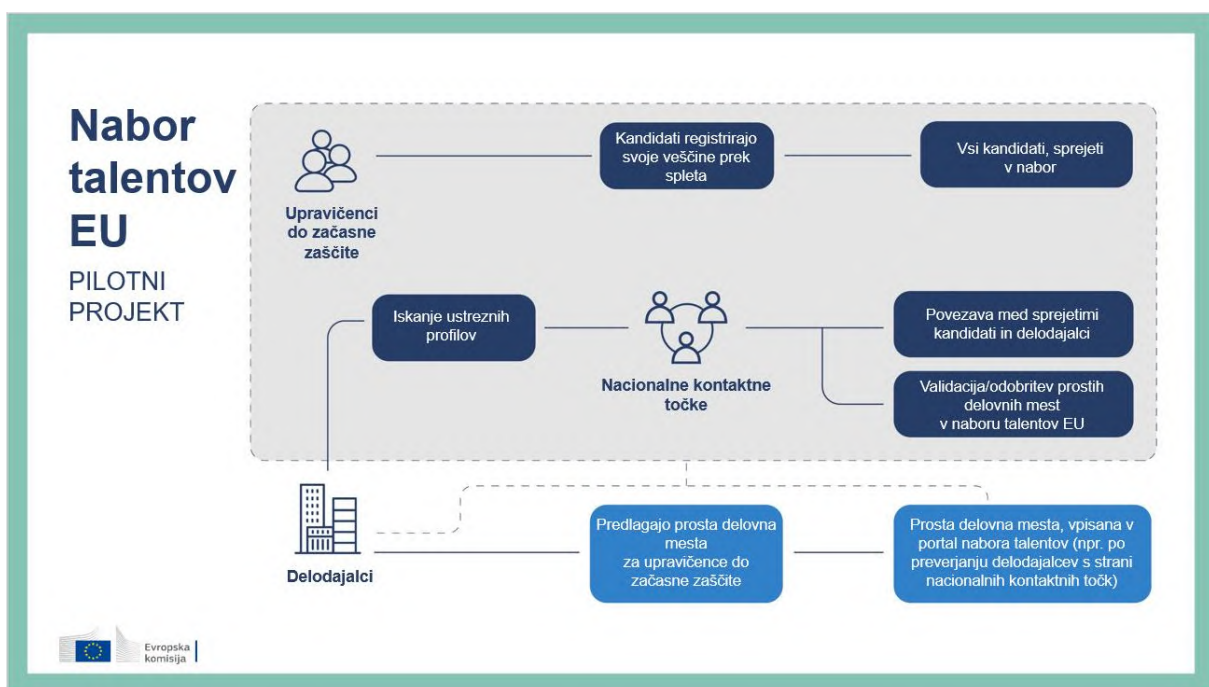 Nabor
talentov
EU
PILOTNI
PROJEKT
Upravičenci
do začasne
zaščite
Kandidati registrirajo
svoje veščine prek
spleta
Vsi kandidati, sprejeti
v nabor
Iskanje ustreznih
profilov
Nacionalne kontaktne
točke
Povezava med sprejetimi
kandidati in delodajalci
Validacija/odobritev prostih
delovnih mest
v naboru talentov EU
Delodajalci
Predlagajo prosta delovna
mesta
za upravičence do
začasne zaščite
Prosta delovna mesta, vpisana v
portal nabora talentov (npr. po
preverjanju delodajalcev s strani
nacionalnih kontaktnih točk)
Evropska
komisija